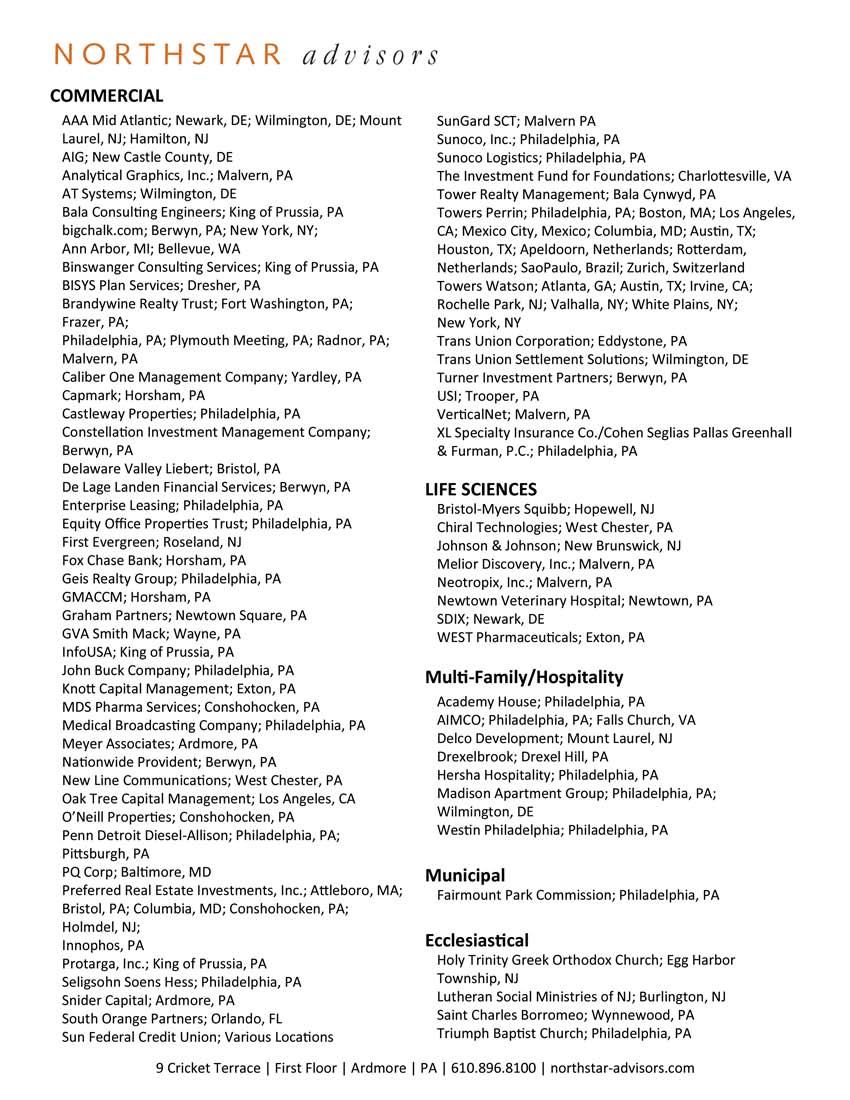 NORTHSTAR advisors
COMMERCIAL
AAA Mid Atlantic; Newark, DE; Wilmington, DE; Mount
Laurel, NJ; Hamilton, NJ
AIG; New Castle County, DE
Analytical Graphics, Inc.; Malvern, PA
AT Systems; Wilmington, DE
Bala Consulting Engineers; King of Prussia, PA
bigchalk.com; Berwyn, PA; New York, NY;
Ann Arbor, MI; Bellevue, WA
Binswanger Consulting Services; King of Prussia, PA
BISYS Plan Services; Dresher, PA
Brandywine Realty Trust; Fort Washington, PA;
Frazer, PA;
Philadelphia, PA; Plymouth Meeting, PA; Radnor, PA;
Malvern, PA
Caliber One Management Company; Yardley, PA
Capmark; Horsham, PA
Castleway Properties; Philadelphia, PA
Constellation Investment Management Company;
Berwyn, PA
Delaware Valley Liebert; Bristol, PA
De Lage Landen Financial Services; Berwyn, PA
Enterprise Leasing; Philadelphia, PA
Equity Office Properties Trust; Philadelphia, PA
First Evergreen; Roseland, NJ
Fox Chase Bank; Horsham, PA
Geis Realty Group; Philadelphia, PA
GMACCM; Horsham, PA
Graham Partners; Newtown Square, PA
GVA Smith Mack; Wayne, PA
InfoUSA; King of Prussia, PA
John Buck Company; Philadelphia, PA
Knott Capital Management; Exton, PA
MDS Pharma Services; Conshohocken, PA
Medical Broadcasting Company; Philadelphia, PA
Meyer Associates; Ardmore, PA
Nationwide Provident; Berwyn, PA
New Line Communications; West Chester, PA
Oak Tree Capital Management; Los Angeles, CA
O’Neill Properties; Conshohocken, PA
Penn Detroit Diesel-Allison; Philadelphia, PA;
Pittsburgh, PA
PQ Corp; Baltimore, MD
Preferred Real Estate Investments, Inc.; Attleboro, MA;
Bristol, PA; Columbia, MD; Conshohocken, PA;
Holmdel, NJ;
Innophos, PA
Protarga, Inc.; King of Prussia, PA
Seligsohn Soens Hess; Philadelphia, PA
Snider Capital; Ardmore, PA
South Orange Partners; Orlando, FL
Sun Federal Credit Union; Various Locations
SunGard SCT; Malvern PA
Sunoco, Inc.; Philadelphia, PA
Sunoco Logistics; Philadelphia, PA
The Investment Fund for Foundations; Charlottesville, VA
Tower Realty Management; Bala Cynwyd, PA
Towers Perrin; Philadelphia, PA; Boston, MA; Los Angeles,
CA; Mexico City, Mexico; Columbia, MD; Austin, TX;
Houston, TX; Apeldoorn, Netherlands; Rotterdam,
Netherlands; SaoPaulo, Brazil; Zurich, Switzerland
Towers Watson; Atlanta, GA; Austin, TX; Irvine, CA;
Rochelle Park, NJ; Valhalla, NY; White Plains, NY;
New York, NY
Trans Union Corporation; Eddystone, PA
Trans Union Settlement Solutions; Wilmington, DE
Turner Investment Partners; Berwyn, PA
USI; Trooper, PA
VerticalNet; Malvern, PA
XL Specialty Insurance Co./Cohen Seglias Pallas Greenhall
& Furman, P.C.; Philadelphia, PA
LIFE SCIENCES
Bristol-Myers Squibb; Hopewell, NJ
Chiral Technologies; West Chester, PA
Johnson & Johnson; New Brunswick, NJ
Melior Discovery, Inc.; Malvern, PA
Neotropix, Inc.; Malvern, PA
Newtown Veterinary Hospital; Newtown, PA
SDIX; Newark, DE
WEST Pharmaceuticals; Exton, PA
Multi-Family/Hospitality
Academy House; Philadelphia, PA
AIMCO; Philadelphia, PA; Falls Church, VA
Delco Development; Mount Laurel, NJ
Drexelbrook; Drexel Hill, PA
Hersha Hospitality; Philadelphia, PA
Madison Apartment Group; Philadelphia, PA;
Wilmington, DE
Westin Philadelphia; Philadelphia, PA
Municipal
Fairmount Park Commission; Philadelphia, PA
Ecclesiastical
Holy Trinity Greek Orthodox Church; Egg Harbor
Township, NJ
Lutheran Social Ministries of NJ; Burlington, NJ
Saint Charles Borromeo; Wynnewood, PA
Triumph Baptist Church; Philadelphia, PA
9 Cricket Terrace | First Floor | Ardmore | PA | 610.896.8100 | northstar-advisors.com